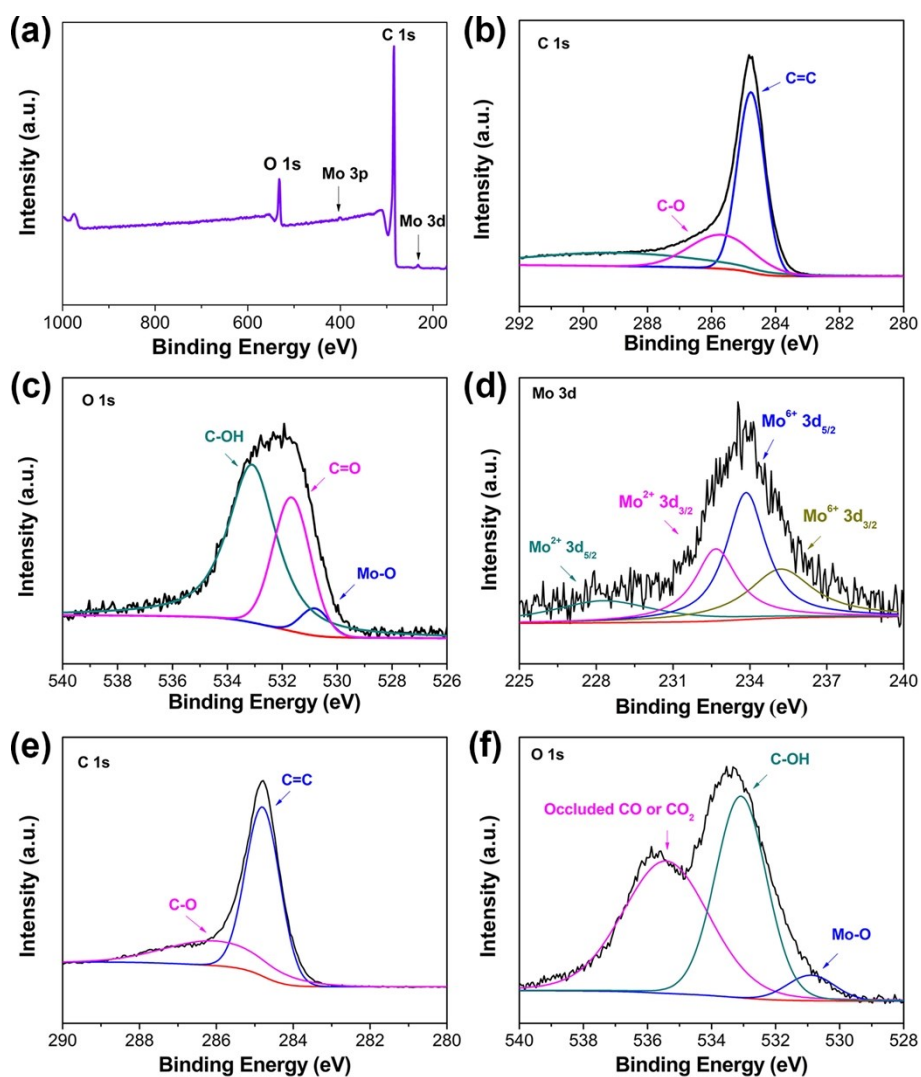 (a)
C 1s
O 1s
Mo 3p
Mo 3d
Intensity (a.u.)
1000 800 600 400 200
Binding Energy (eV)
(b)
C 1s
C=C
C-O
Intensity (a.u.)
292 290 288 286 284 282 280
Binding Energy (eV)
(c)
O 1s
C-OH
C=O
Mo-O
Intensity (a.u.)
540 538 536 534 532 530 528 526
Binding Energy (eV)
(d)
Mo 3d
Mo⁶⁺ 3d₅/₂
Mo²⁺ 3d₃/₂
Mo⁶⁺ 3d₃/₂
Mo²⁺ 3d₅/₂
Intensity (a.u.)
225 228 231 234 237 240
Binding Energy (eV)
(e)
C 1s
C=C
C-O
Intensity (a.u.)
290 288 286 284 282 280
Binding Energy (eV)
(f)
O 1s
C-OH
Occluded CO or CO₂
Mo-O
Intensity (a.u.)
540 538 536 534 532 530 528
Binding Energy (eV)